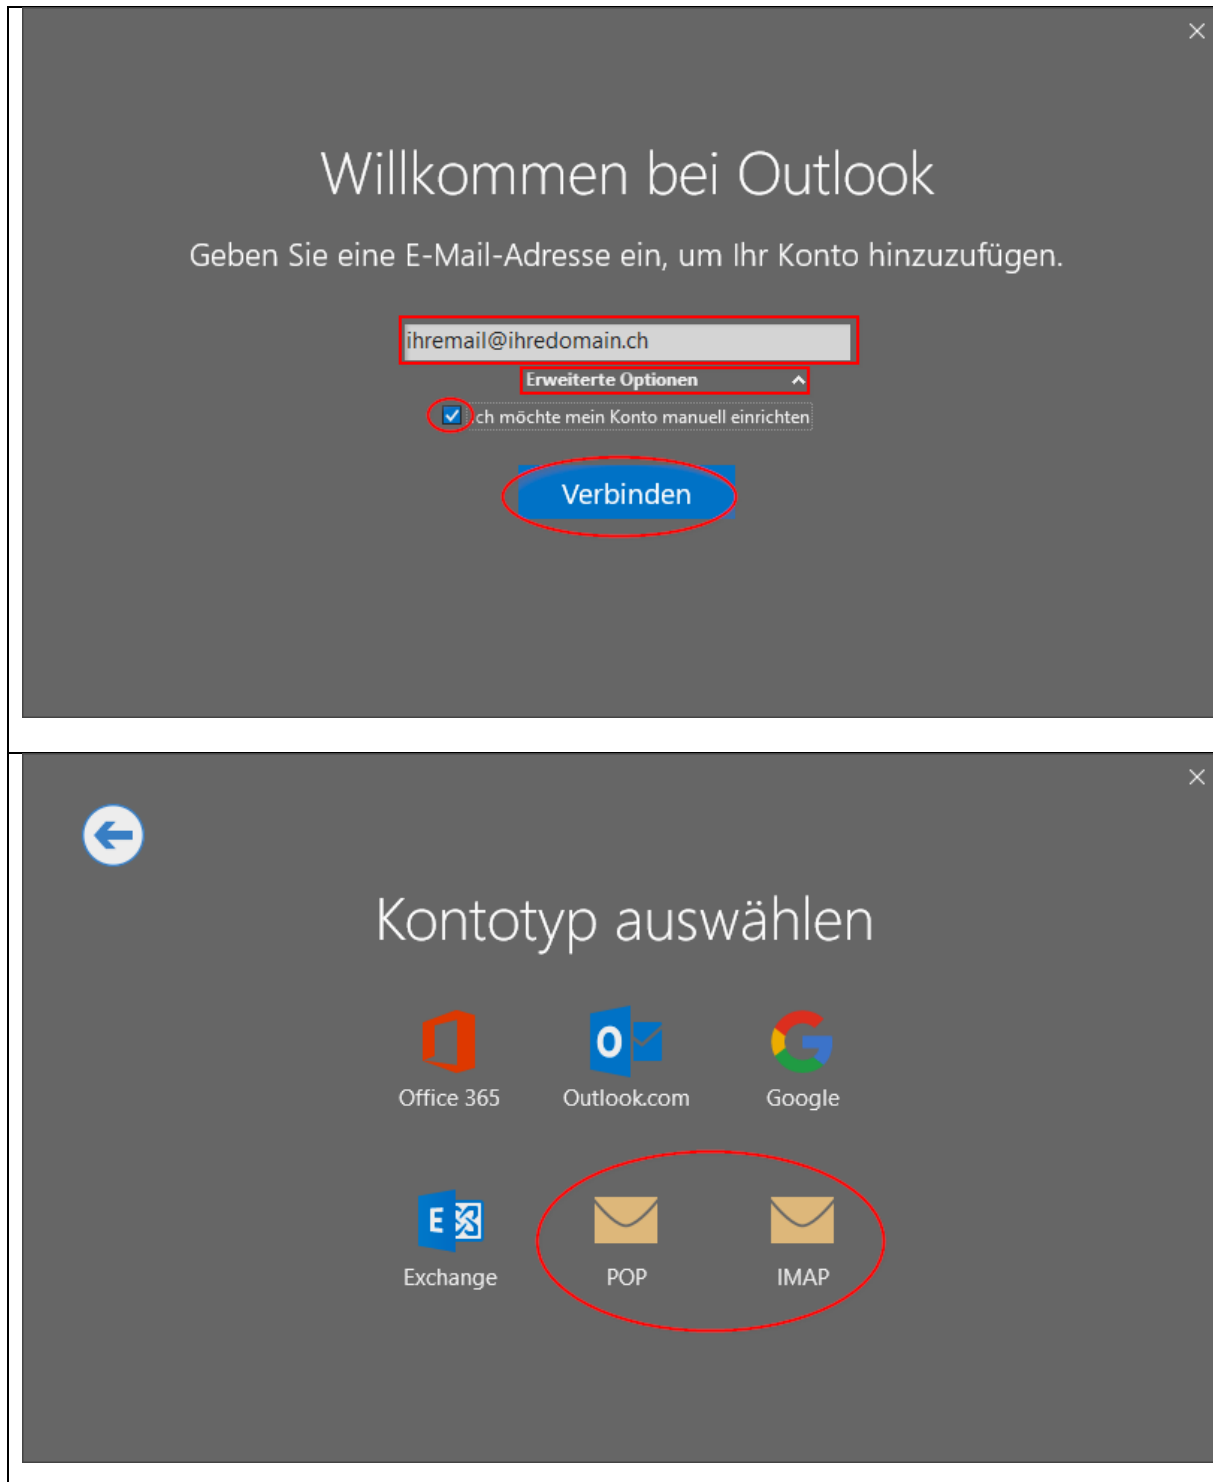 Willkommen bei Outlook
Geben Sie eine E-Mail-Adresse ein, um Ihr Konto hinzuzufügen.
ihremail@ihredomain.ch
Erweiterte Optionen
ch möchte mein Konto manuell einrichten
Verbinden
Kontotyp auswählen
Office 365 Outlook.com Google
Exchange POP IMAP